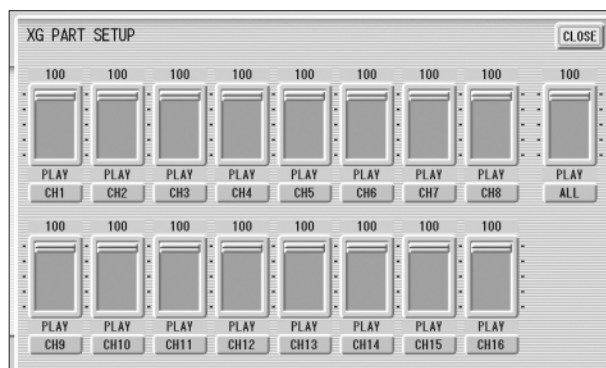 XG PART SETUP CLOSE
100 100 100 100 100 100 100 100 100
PLAY PLAY PLAY PLAY PLAY PLAY PLAY PLAY PLAY
CH1 CH2 CH3 CH4 CH5 CH6 CH7 CH8 ALL
100 100 100 100 100 100 100 100
PLAY PLAY PLAY PLAY PLAY PLAY PLAY PLAY
CH9 CH10 CH11 CH12 CH13 CH14 CH15 CH16